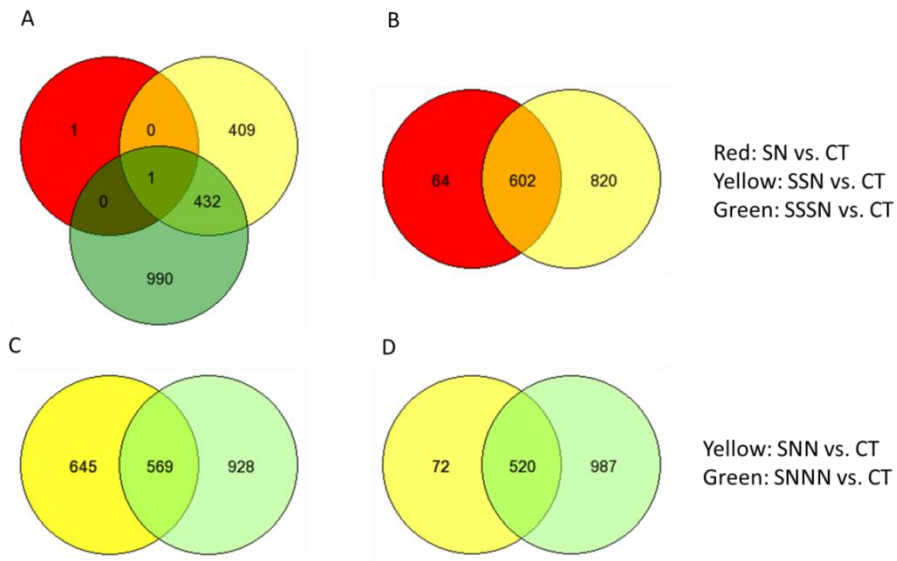 A
B
1
0
409
1
0
432
990
64
602
820
Red: SN vs. CT
Yellow: SSN vs. CT
Green: SSSN vs. CT
C
D
645
569
928
72
520
987
Yellow: SNN vs. CT
Green: SNNN vs. CT